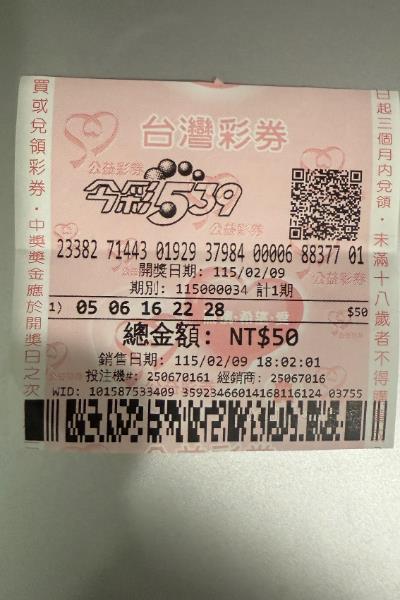 台灣彩券
公益彩券
今彩539
公益彩券
23382 71443 01929 37984 00006 88377 01
開獎日期: 115/02/09
期別: 115000034 計1期
1) 05 06 16 22 28 $50
總金額: NT$50
銷售日期: 115/02/09 18:02:01
投注機#: 250670161 經銷商: 25067016
WID: 101587533409 35923466014168116124 03755
買或兌領彩券·中獎獎金應於開獎日之次
日起三個月內兌領·未滿十八歲者不得購